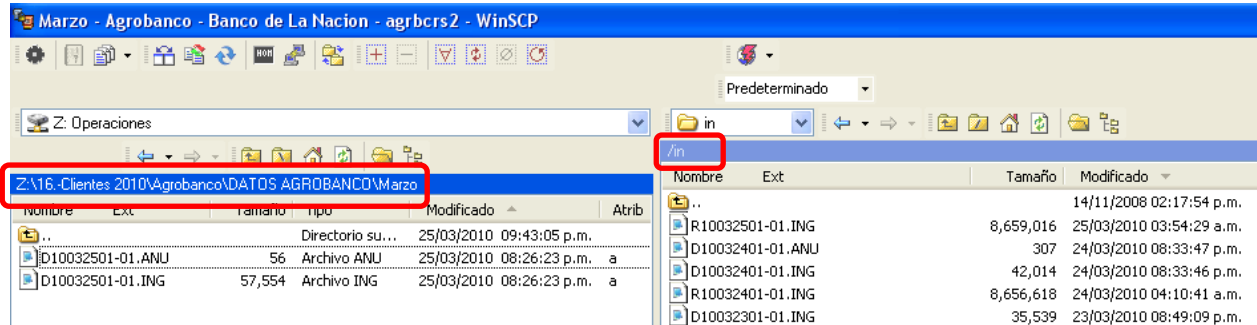 Marzo - Agrobanco - Banco de La Nacion - agrbcrs2 - WinSCP
Predeterminado
Z: Operaciones
in
Z:\16.-Clientes 2010\Agrobanco\DATOS AGROBANCO\Marzo
Nombre Ext Tamaño Tipo Modificado Atrib
.. Directorio su... 25/03/2010 09:43:05 p.m.
D10032501-01.ANU 56 Archivo ANU 25/03/2010 08:26:23 p.m. a
D10032501-01.ING 57,554 Archivo ING 25/03/2010 08:26:23 p.m. a
/in
Nombre Ext Tamaño Modificado
.. 14/11/2008 02:17:54 p.m.
R10032501-01.ING 8,659,016 25/03/2010 03:54:29 a.m.
D10032401-01.ANU 307 24/03/2010 08:33:47 p.m.
D10032401-01.ING 42,014 24/03/2010 08:33:46 p.m.
R10032401-01.ING 8,656,618 24/03/2010 04:10:41 a.m.
D10032301-01.ING 35,539 23/03/2010 08:49:09 p.m.